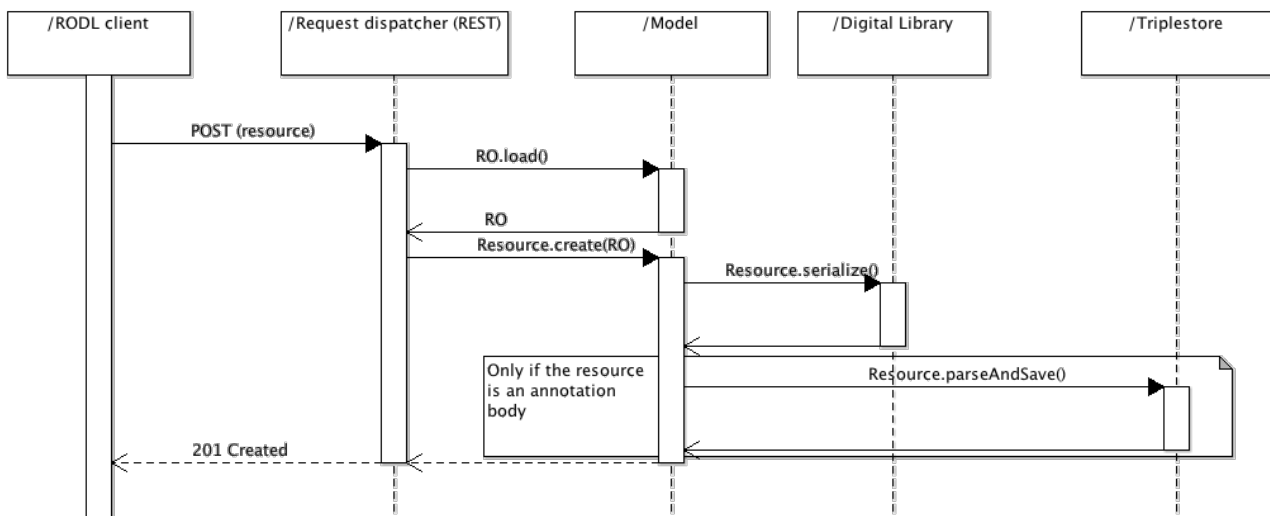 /RODL client
/Request dispatcher (REST)
/Model
/Digital Library
/Triplestore
POST (resource)
RO.load()
RO
Resource.create(RO)
Resource.serialize()
Only if the resource
is an annotation
body
Resource.parseAndSave()
201 Created